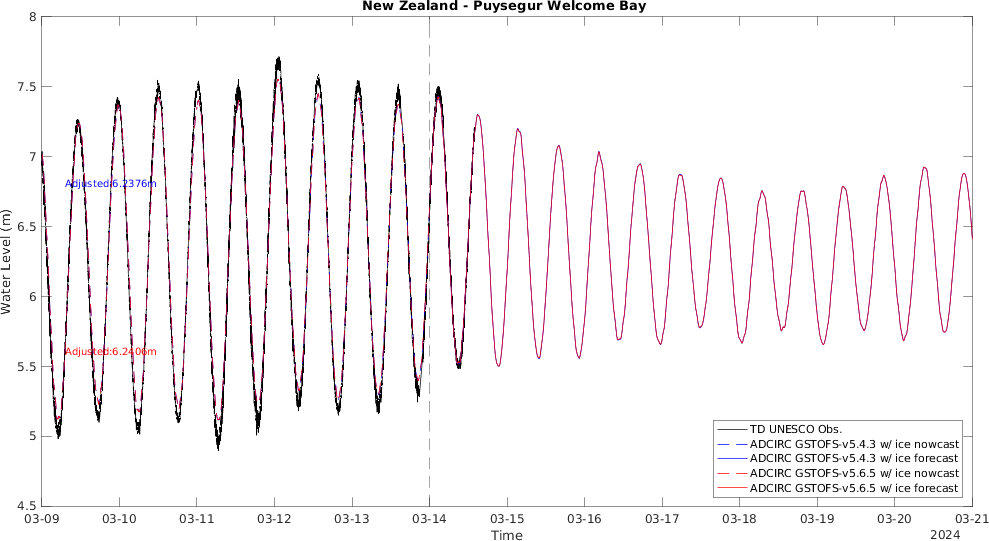 New Zealand - Puysegur Welcome Bay
8
7.5
7
6.5
6
5.5
5
4.5
Water Level (m)
Adjusted:6.2376m
Adjusted:6.2406m
TD UNESCO Obs.
ADCIRC GSTOFS-v5.4.3 w/ ice nowcast
ADCIRC GSTOFS-v5.4.3 w/ ice forecast
ADCIRC GSTOFS-v5.6.5 w/ ice nowcast
ADCIRC GSTOFS-v5.6.5 w/ ice forecast
03-09 03-10 03-11 03-12 03-13 03-14 03-15 03-16 03-17 03-18 03-19 03-20 03-21
Time
2024